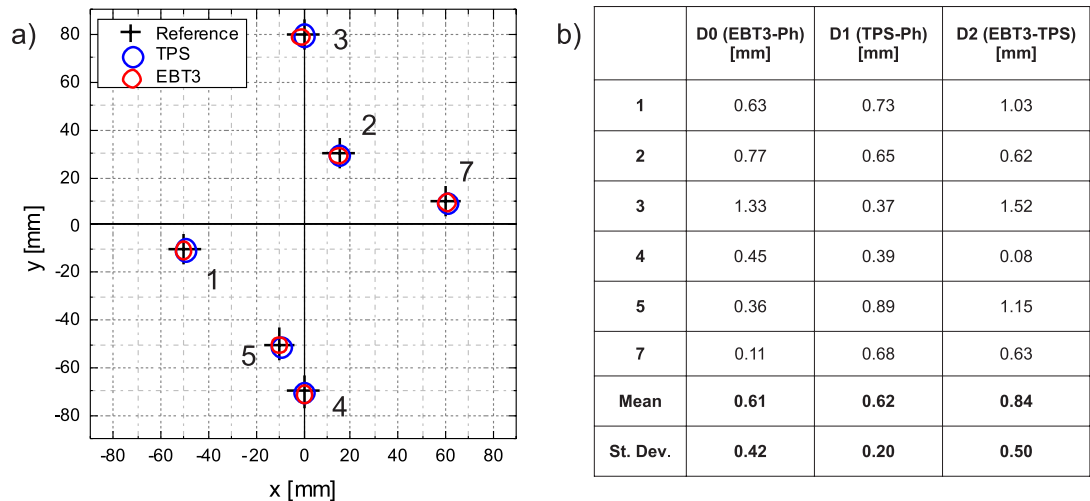 a)
Reference
TPS
EBT3
80
60
40
20
0
-20
-40
-60
-80
y [mm]
3
2
7
1
5
4
-80 -60 -40 -20 0 20 40 60 80
x [mm]
b)
D0 (EBT3-Ph) D1 (TPS-Ph) D2 (EBT3-TPS)
[mm] [mm] [mm]
1 0.63 0.73 1.03
2 0.77 0.65 0.62
3 1.33 0.37 1.52
4 0.45 0.39 0.08
5 0.36 0.89 1.15
7 0.11 0.68 0.63
Mean 0.61 0.62 0.84
St. Dev. 0.42 0.20 0.50